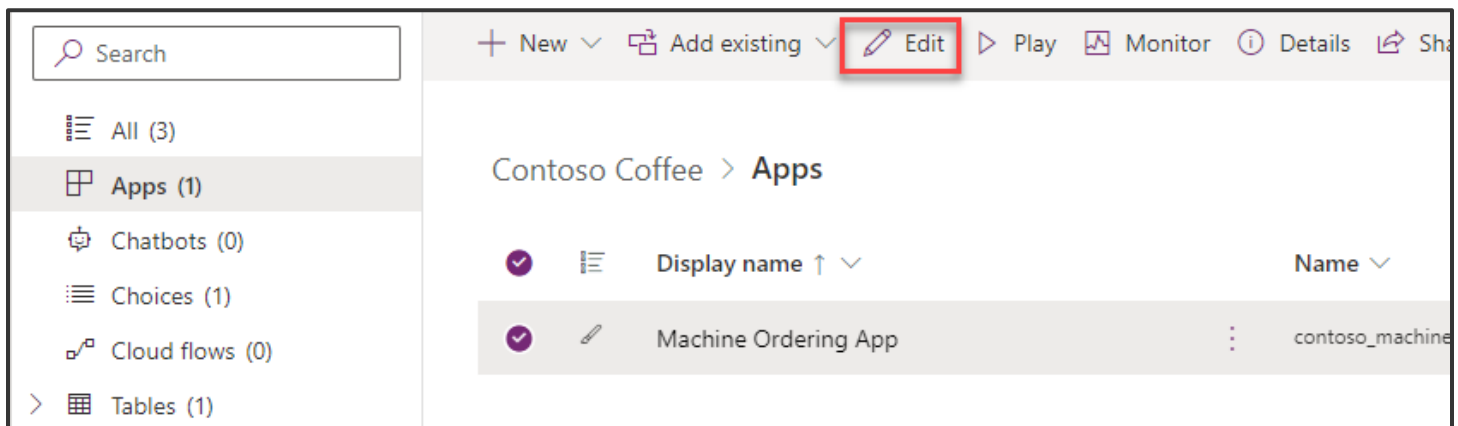 Search
New Add existing Edit Play Monitor Details
All (3)
Apps (1)
Chatbots (0)
Choices (1)
Cloud flows (0)
Tables (1)
Contoso Coffee > Apps
Display name ↑ Name
Machine Ordering App contoso_machine